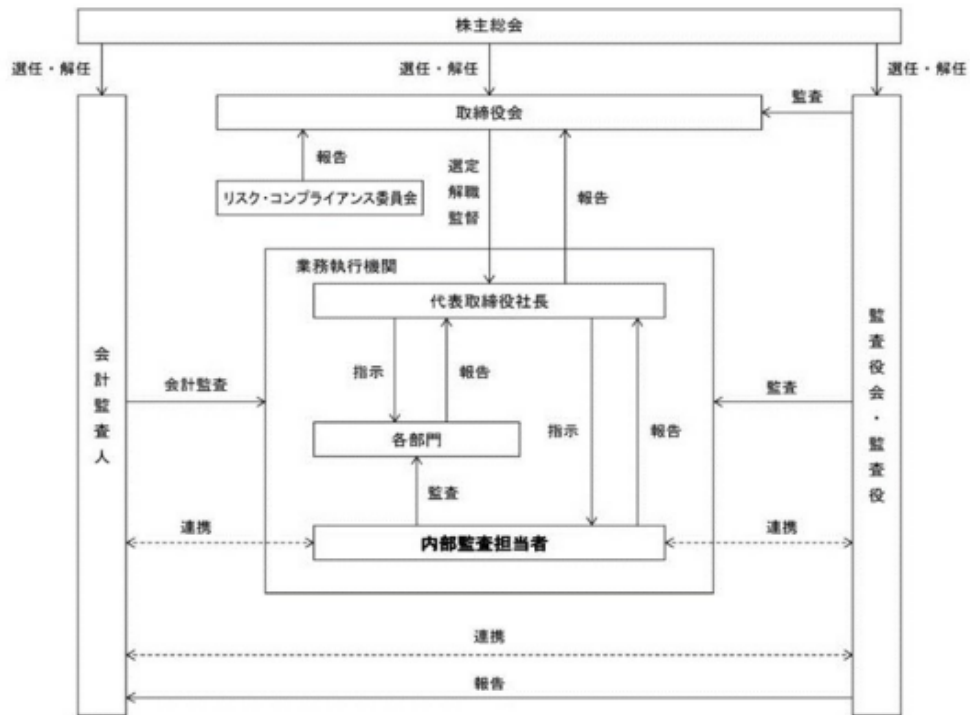 株主総会
選任・解任
選任・解任
選任・解任
取締役会
監査
報告
選定
解職
監督
報告
リスク・コンプライアンス委員会
業務執行機関
代表取締役社長
会計監査人
監査役会・監査役
会計監査
指示
報告
監査
各部門
指示
報告
監査
連携
内部監査担当者
連携
連携
報告